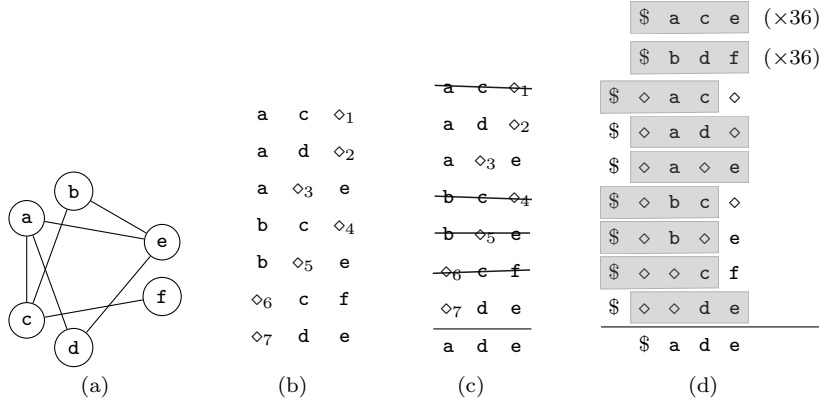 b
a
e
f
c
d
(a)
a c ◇1
a d ◇2
a ◇3 e
b c ◇4
b ◇5 e
◇6 c f
◇7 d e
(b)
a c ◇1
a d ◇2
a ◇3 e
b c ◇4
b ◇5 e
◇6 c f
◇7 d e
a d e
(c)
$ a c e (×36)
$ b d f (×36)
$ ◇ a c ◇
$ ◇ a d ◇
$ ◇ a ◇ e
$ ◇ b c ◇
$ ◇ b ◇ e
$ ◇ ◇ c f
$ ◇ ◇ d e
$ a d e
(d)